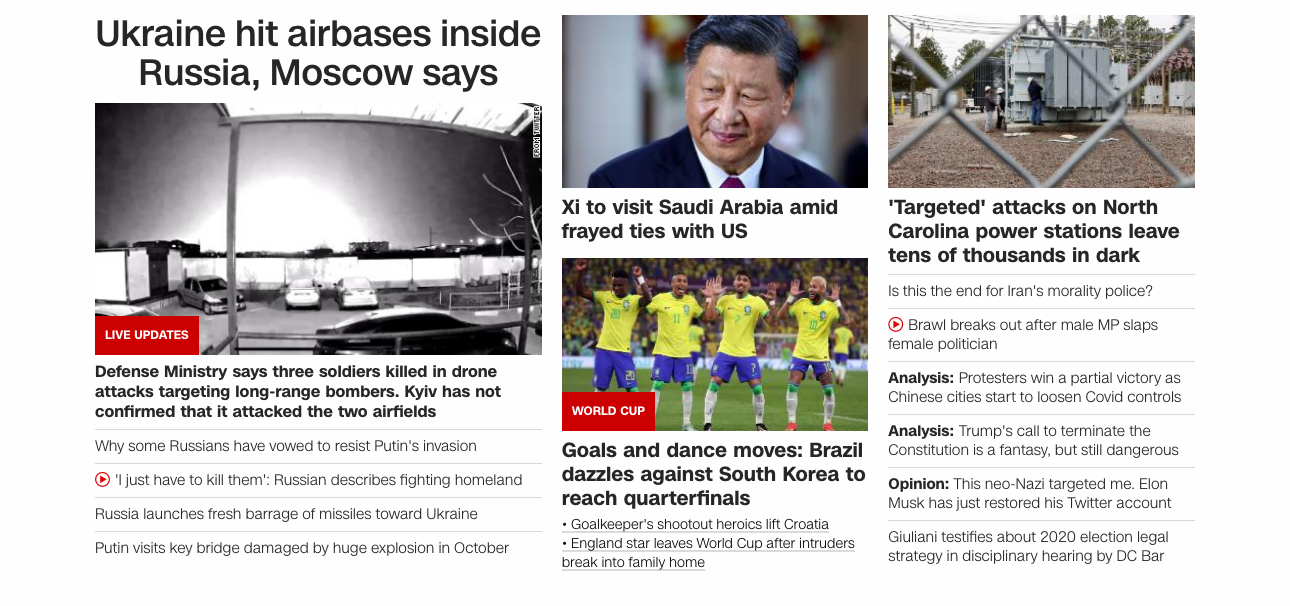 Ukraine hit airbases inside
Russia, Moscow says
FROM TWITTER
LIVE UPDATES
Defense Ministry says three soldiers killed in drone
attacks targeting long-range bombers. Kyiv has not
confirmed that it attacked the two airfields
Why some Russians have vowed to resist Putin's invasion
'I just have to kill them': Russian describes fighting homeland
Russia launches fresh barrage of missiles toward Ukraine
Putin visits key bridge damaged by huge explosion in October
Xi to visit Saudi Arabia amid
frayed ties with US
20
11
7
10
WORLD CUP
Goals and dance moves: Brazil
dazzles against South Korea to
reach quarterfinals
• Goalkeeper's shootout heroics lift Croatia
• England star leaves World Cup after intruders
break into family home
'Targeted' attacks on North
Carolina power stations leave
tens of thousands in dark
Is this the end for Iran's morality police?
Brawl breaks out after male MP slaps
female politician
Analysis: Protesters win a partial victory as
Chinese cities start to loosen Covid controls
Analysis: Trump's call to terminate the
Constitution is a fantasy, but still dangerous
Opinion: This neo-Nazi targeted me. Elon
Musk has just restored his Twitter account
Giuliani testifies about 2020 election legal
strategy in disciplinary hearing by DC Bar